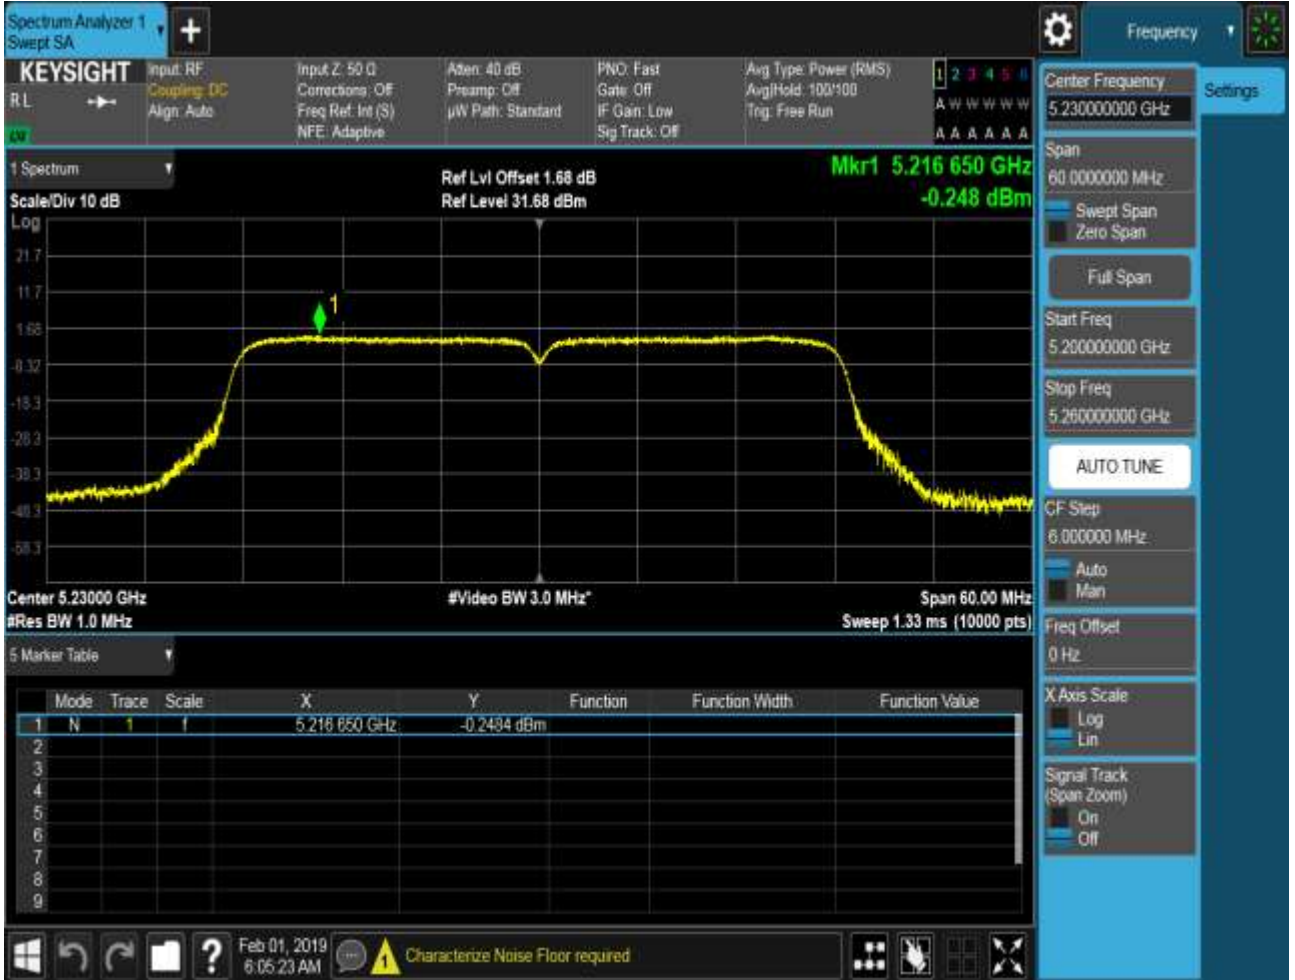 Spectrum Analyzer 1
Swept SA
+
Frequency
KEYSIGHT
RL
Input: RF
Coupling: DC
Align: Auto
Input Z: 50 Ω
Corrections: Off
Freq Ref: Int (S)
NFE: Adaptive
Atten: 40 dB
Preamp: Off
µW Path: Standard
PNO: Fast
Gate: Off
IF Gain: Low
Sig Track: Off
Avg Type: Power (RMS)
Avg|Hold: 100/100
Trig: Free Run
1 2 3 4 5 6
A W W W W W
A A A A A A
1 Spectrum
Scale/Div 10 dB
Ref Lvl Offset 1.68 dB
Ref Level 31.68 dBm
Mkr1 5.216 650 GHz
-0.248 dBm
Log
21.7
11.7
1.68
-8.32
-18.3
-28.3
-38.3
-48.3
-58.3
1
Center 5.23000 GHz
#Res BW 1.0 MHz
#Video BW 3.0 MHz*
Span 60.00 MHz
Sweep 1.33 ms (10000 pts)
5 Marker Table
Mode Trace Scale X Y Function Function Width Function Value
1 N 1 f 5.216 650 GHz -0.2484 dBm
2
3
4
5
6
7
8
9
Settings
Center Frequency
5.230000000 GHz
Span
60.0000000 MHz
Swept Span
Zero Span
Full Span
Start Freq
5.200000000 GHz
Stop Freq
5.260000000 GHz
AUTO TUNE
CF Step
6.000000 MHz
Auto
Man
Freq Offset
0 Hz
X Axis Scale
Log
Lin
Signal Track
(Span Zoom)
On
Off
?
Feb 01, 2019
6:05:23 AM
1
Characterize Noise Floor required